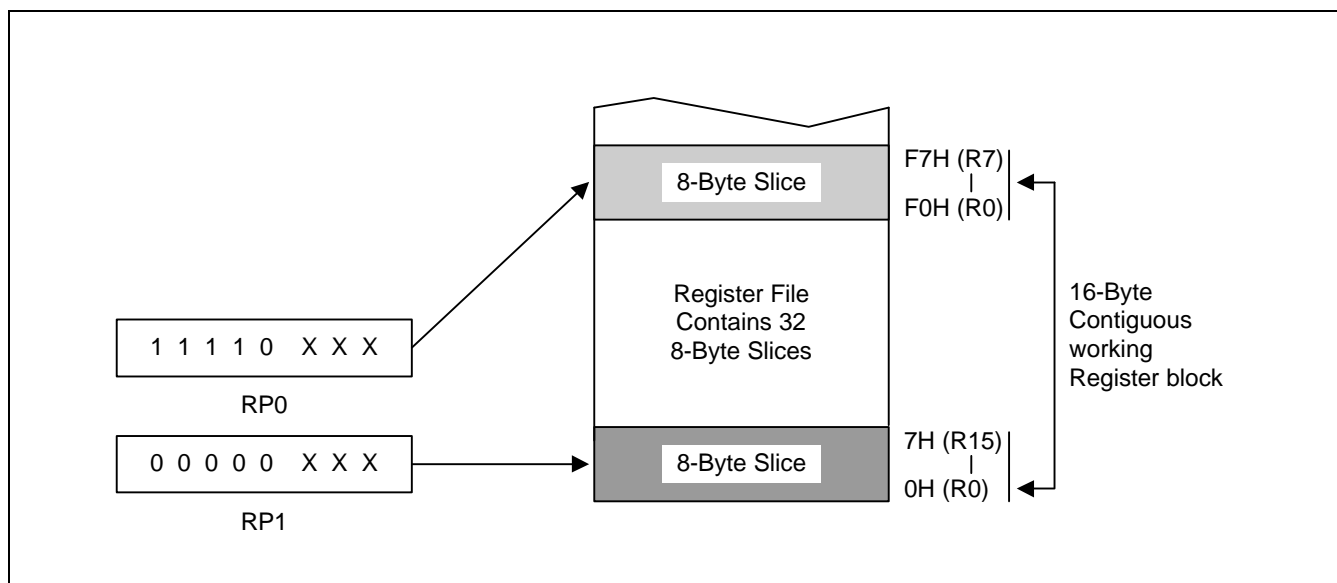 8-Byte Slice
F7H (R7)
F0H (R0)
Register File
Contains 32
8-Byte Slices
16-Byte
Contiguous
working
Register block
1 1 1 1 0 X X X
RP0
0 0 0 0 0 X X X
RP1
8-Byte Slice
7H (R15)
0H (R0)